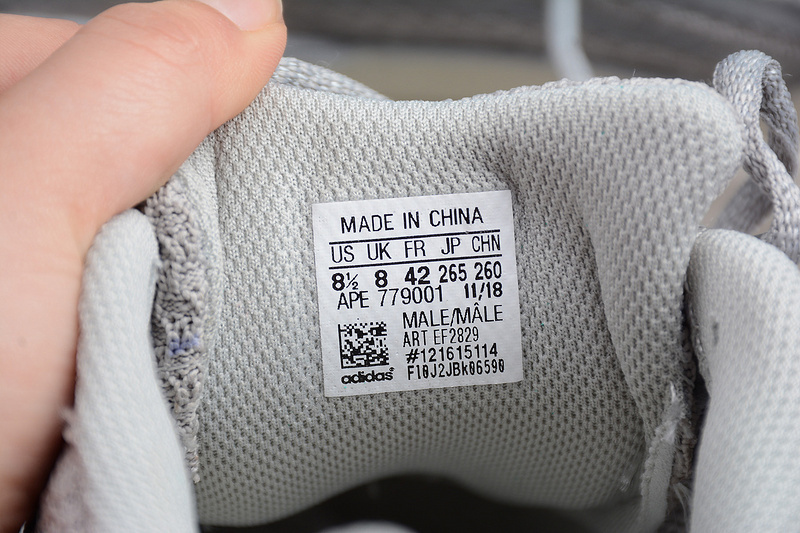 MADE IN CHINA
US UK FR JP CHN
8½ 8 42 265 260
APE 779001 11/18
MALE/MÂLE
ART EF2829
#121615114
F10J2JBk06590
adidas